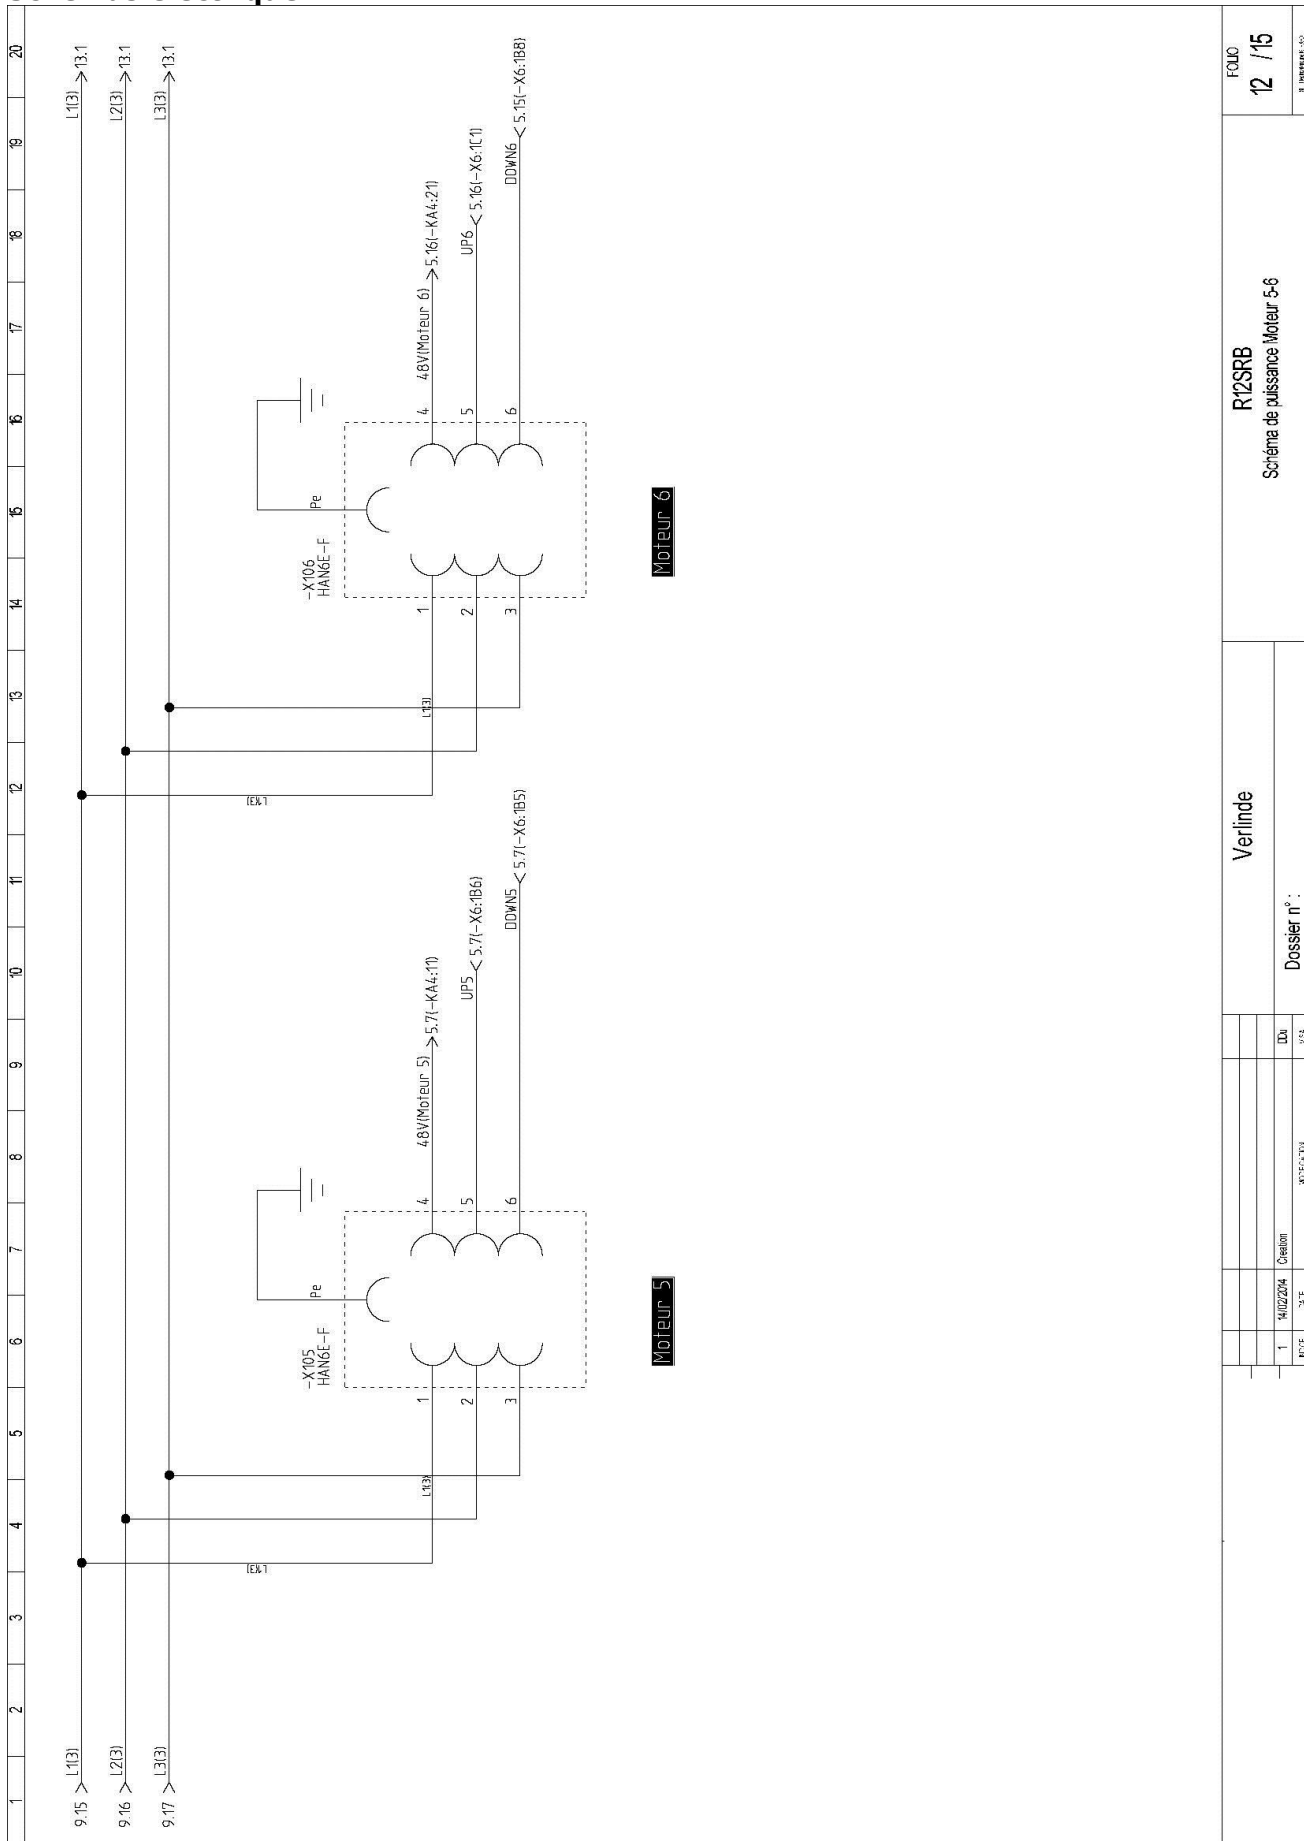 1 2 3 4 5 6 7 8 9 10 11 12 13 14 15 16 17 18 19 20
9.15 L1(3) L1(3) 13.1
9.16 L2(3) L2(3) 13.1
9.17 L3(3) L3(3) 13.1
L1(3)
L1(3)
-X105
HAN6E-F
Pe
1 4 48V(Moteur 5) 5.7(-KA4:11)
2 5 UP5 5.7(-X6:1B6)
3 6 DOWN5 5.7(-X6:1B5)
Moteur 5
L1(3)
L1(3)
-X106
HAN6E-F
Pe
1 4 48V(Moteur 6) 5.16(-KA4:21)
2 5 UP6 5.16(-X6:1C1)
3 6 DOWN6 5.15(-X6:1B8)
Moteur 6
1 14/02/2014 Creation DDu
Verlinde
Dossier n° :
R12SRB
Schéma de puissance Moteur 5-6
FOLIO
12 /15